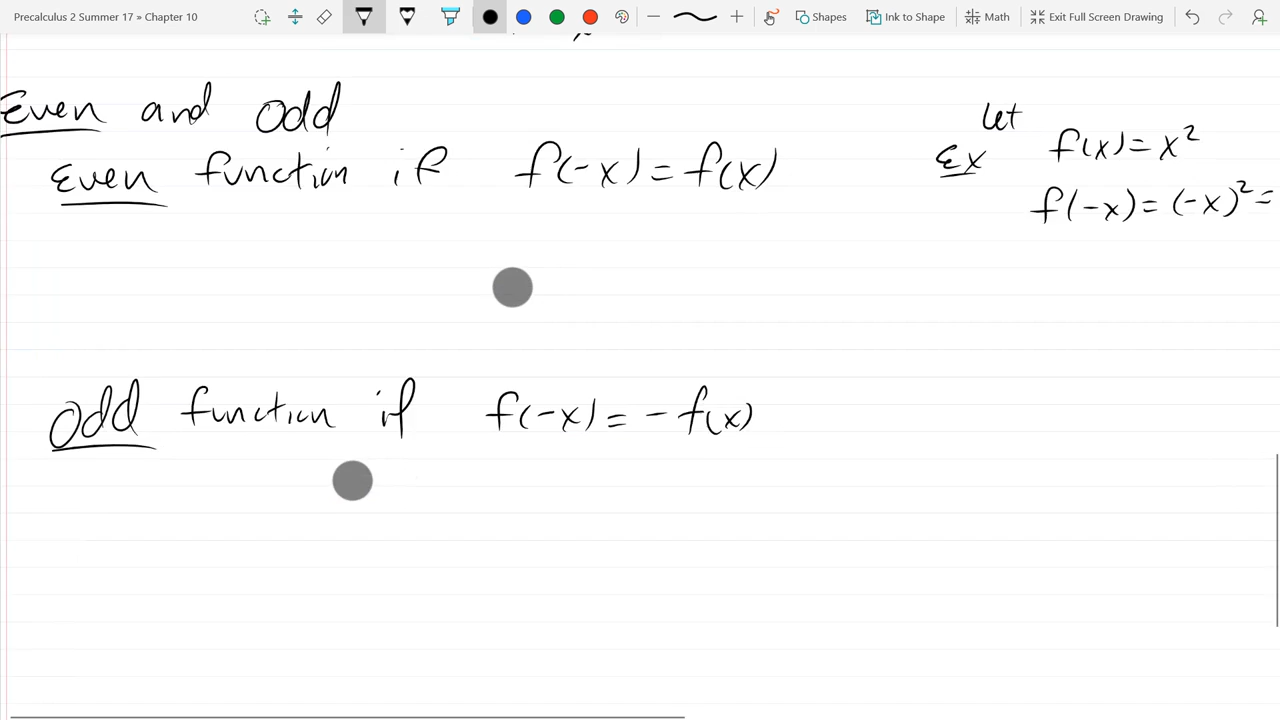 Precalculus 2 Summer 17 » Chapter 10
Shapes
Ink to Shape
Math
Exit Full Screen Drawing
Even and odd
Even function if f(-x) = f(x)
Ex let f(x) = x²
f(-x) = (-x)² =
Odd function if f(-x) = - f(x)